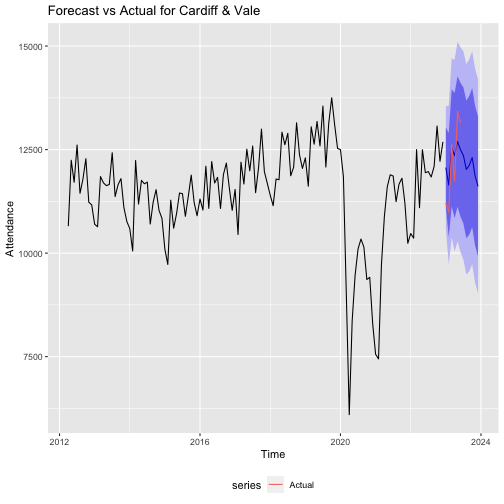 Forecast vs Actual for Cardiff & Vale
15000
12500
10000
7500
Attendance
2012
2016
2020
2024
Time
series
Actual